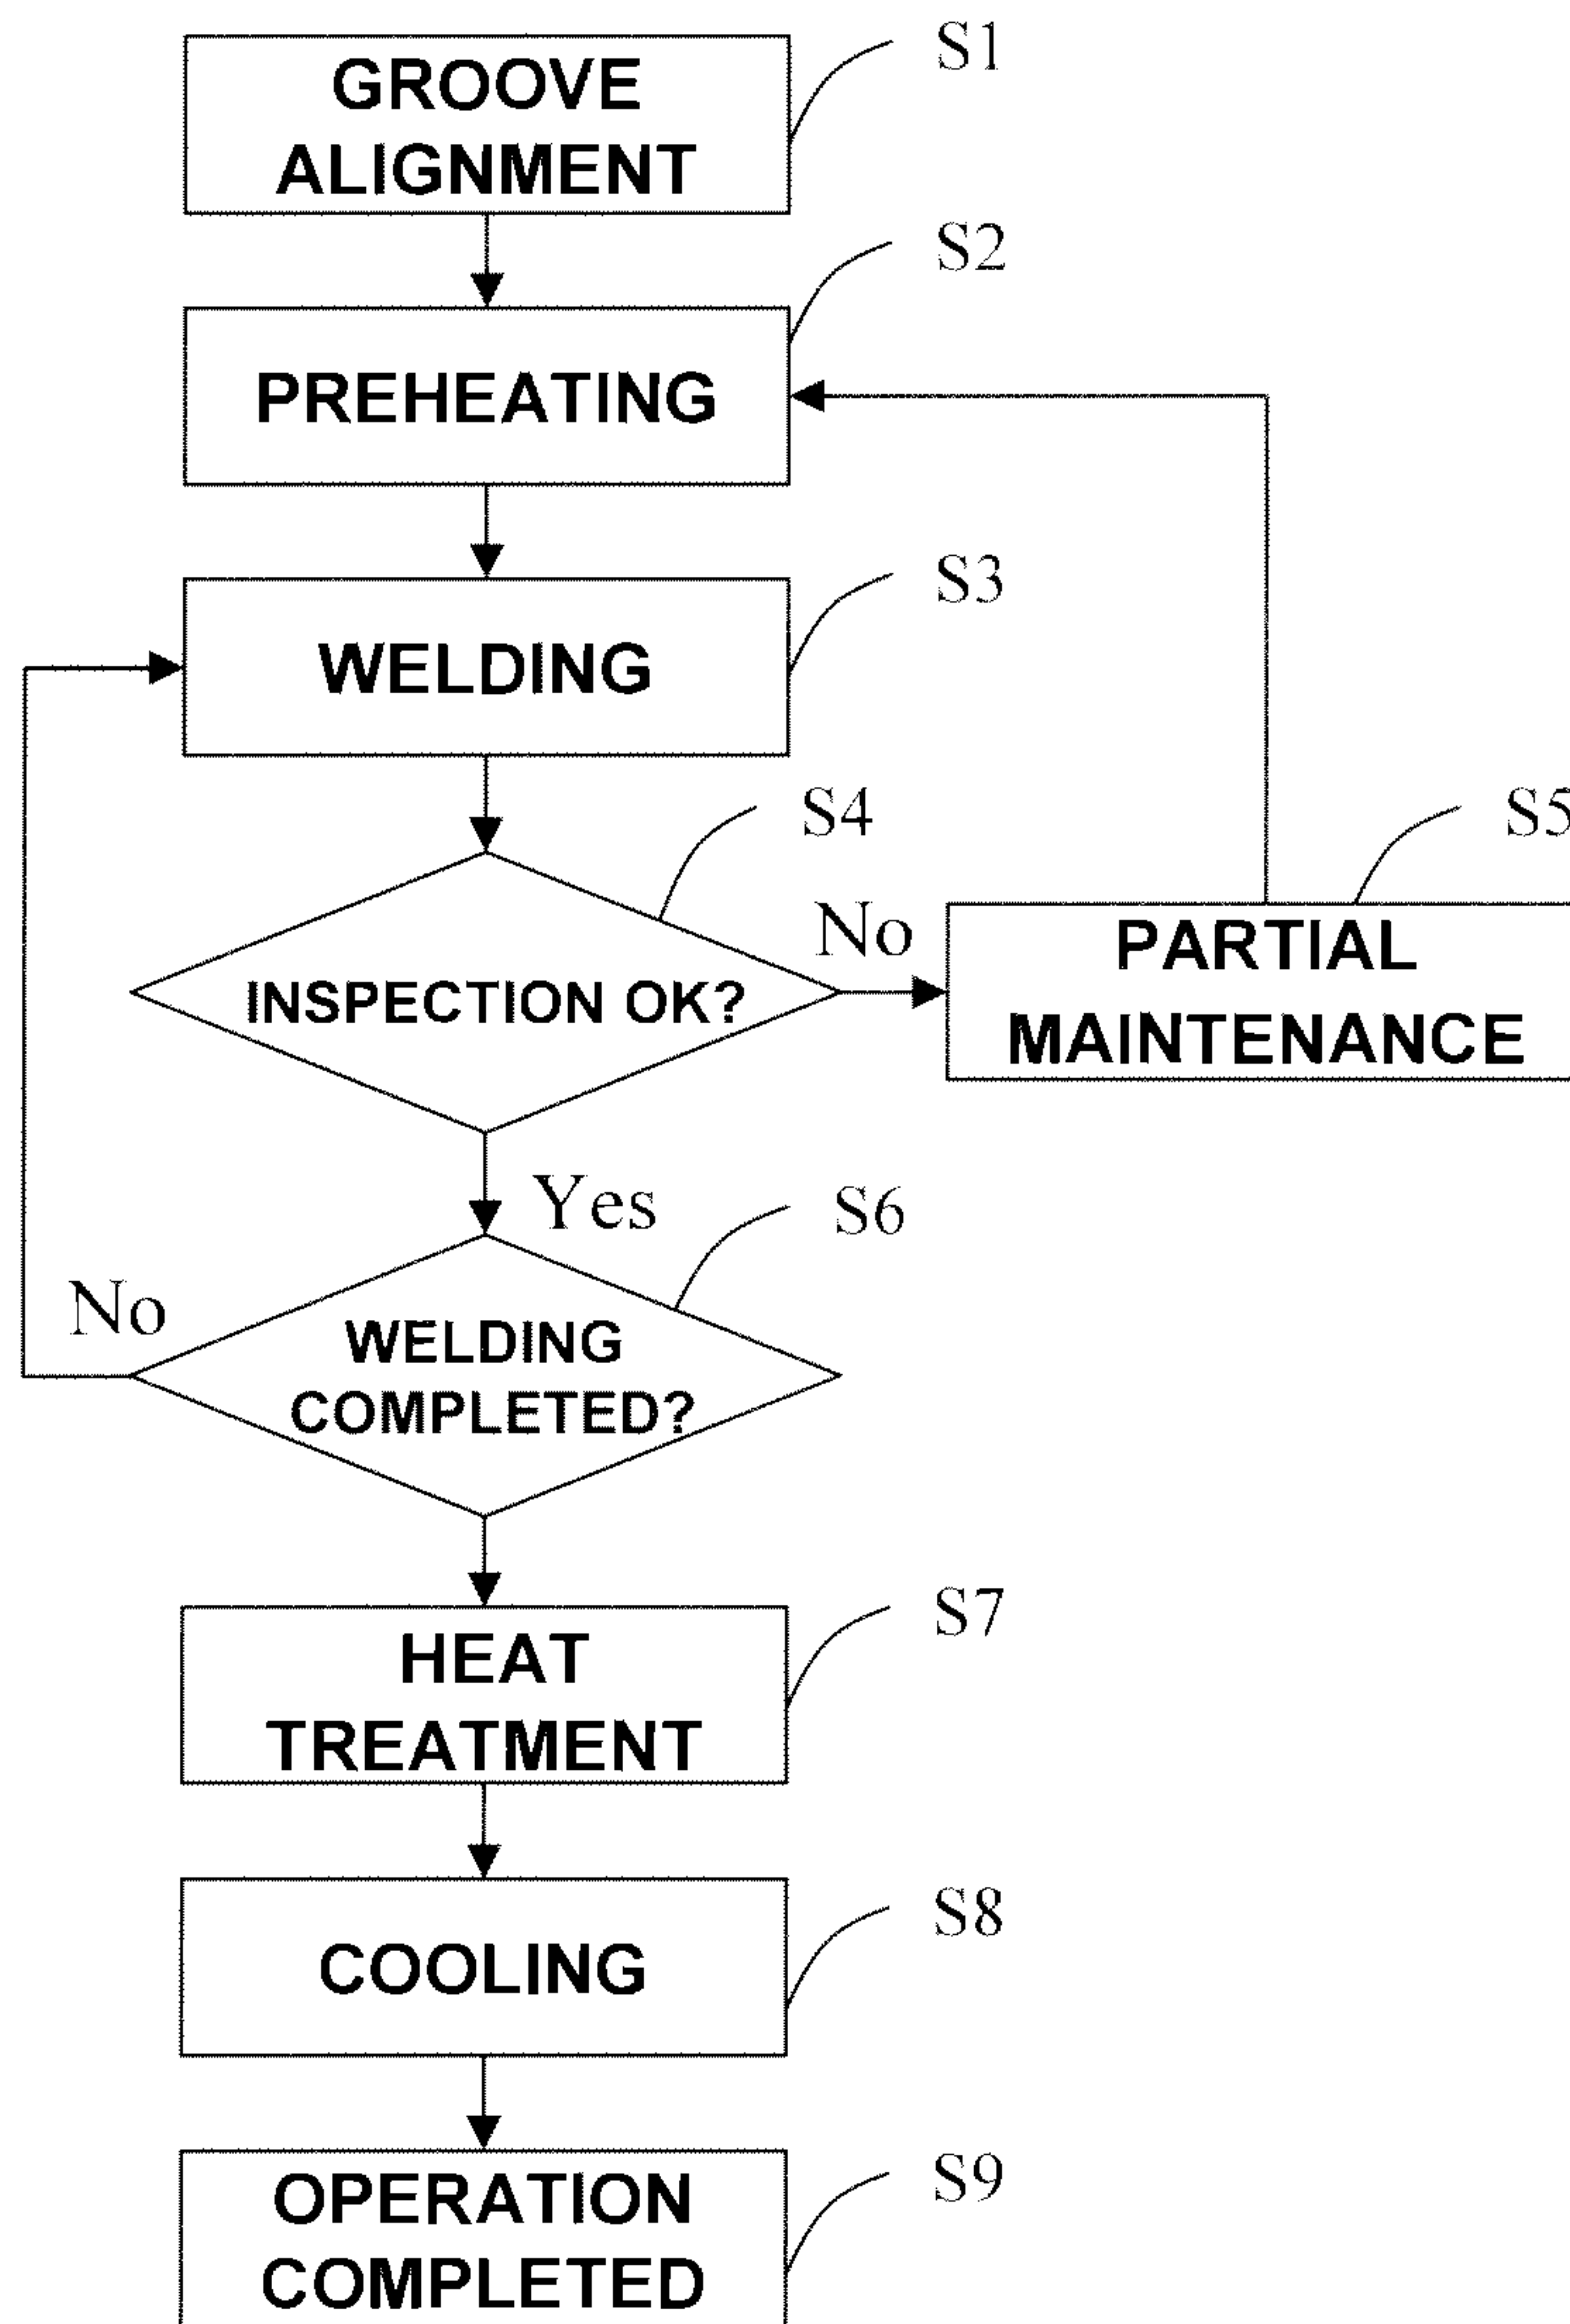 S1
GROOVE
ALIGNMENT
S2
PREHEATING
S3
WELDING
S4
S5
No
PARTIAL
MAINTENANCE
INSPECTION OK?
Yes
S6
No
WELDING
COMPLETED?
S7
HEAT
TREATMENT
S8
COOLING
S9
OPERATION
COMPLETED